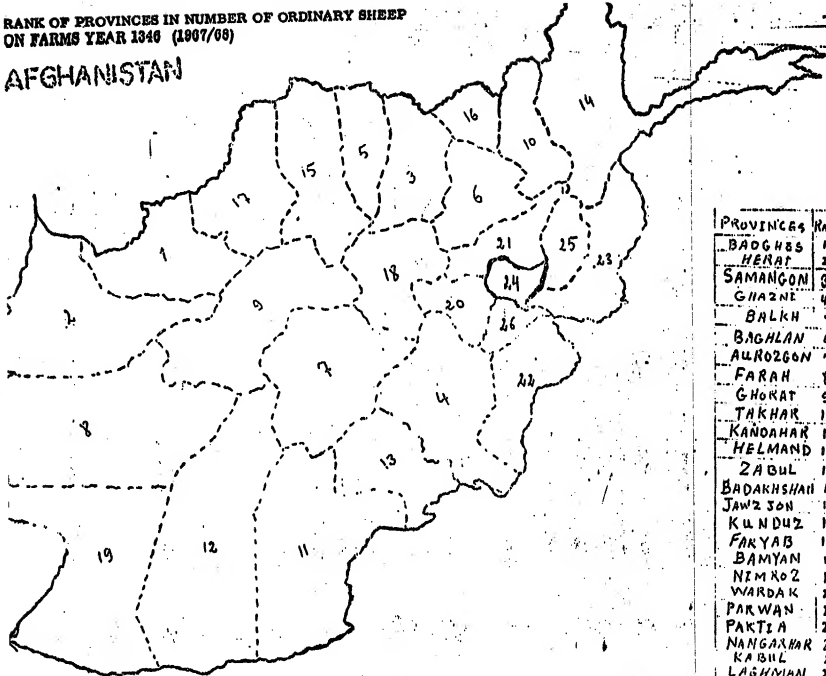 RANK OF PROVINCES IN NUMBER OF ORDINARY SHEEP
ON FARMS YEAR 1346 (1967/68)
AFGHANISTAN
14
16
10
5
3
15
17
6
1
21
25
23
18
24
2
9
20
26
7
22
4
8
13
19
12
11
PROVINCES
BADGHES
HERAT
SAMANGON
GHAZNI
BALKH
BAGHLAN
AUROZGON
FARAH
GHORAT
TAKHAR
KANDAHAR
HELMAND
ZABUL
BADAKHSHAN
JAWZJON
KUNDUZ
FARYAB
BAMYAN
NIMROZ
WARDAK
PARWAN
PAKTIA
NANGARHAR
KABUL
LAGHMAN